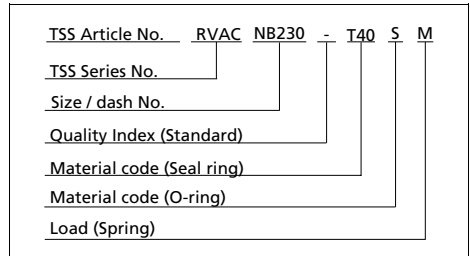 TSS Article No. RVAC NB230 - T40 S M
TSS Series No.
Size / dash No.
Quality Index (Standard)
Material code (Seal ring)
Material code (O-ring)
Load (Spring)